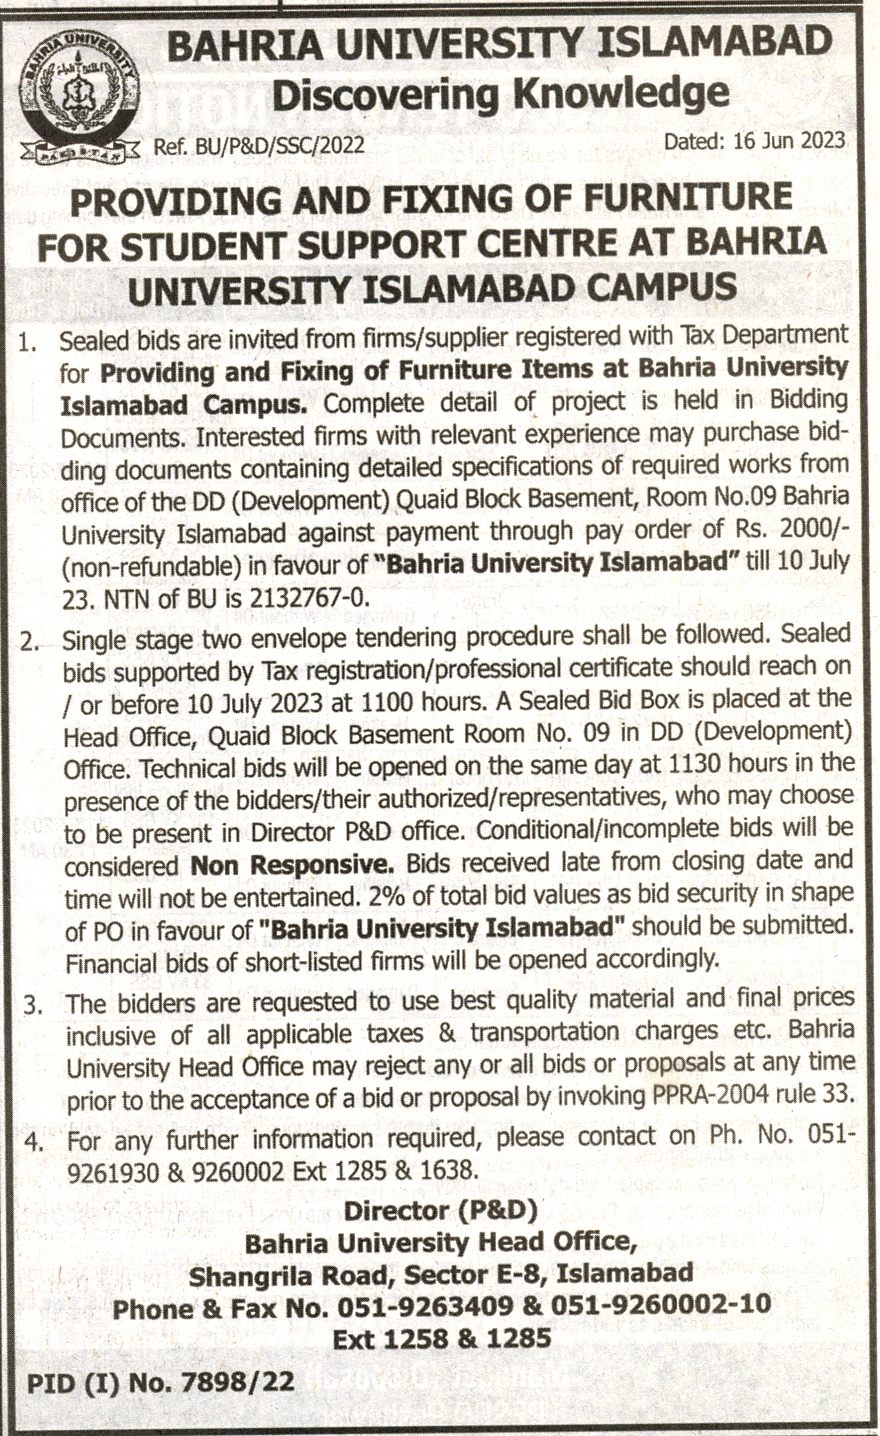 BAHRIA UNIVERSITY ISLAMABAD
Discovering Knowledge
BAHRIA UNIVERSITY
PAKISTAN
Ref. BU/P&D/SSC/2022 Dated: 16 Jun 2023
PROVIDING AND FIXING OF FURNITURE
FOR STUDENT SUPPORT CENTRE AT BAHRIA
UNIVERSITY ISLAMABAD CAMPUS
1. Sealed bids are invited from firms/supplier registered with Tax Department
for Providing and Fixing of Furniture Items at Bahria University
Islamabad Campus. Complete detail of project is held in Bidding
Documents. Interested firms with relevant experience may purchase bid-
ding documents containing detailed specifications of required works from
office of the DD (Development) Quaid Block Basement, Room No.09 Bahria
University Islamabad against payment through pay order of Rs. 2000/-
(non-refundable) in favour of "Bahria University Islamabad" till 10 July
23. NTN of BU is 2132767-0.
2. Single stage two envelope tendering procedure shall be followed. Sealed
bids supported by Tax registration/professional certificate should reach on
/ or before 10 July 2023 at 1100 hours. A Sealed Bid Box is placed at the
Head Office, Quaid Block Basement Room No. 09 in DD (Development)
Office. Technical bids will be opened on the same day at 1130 hours in the
presence of the bidders/their authorized/representatives, who may choose
to be present in Director P&D office. Conditional/incomplete bids will be
considered Non Responsive. Bids received late from closing date and
time will not be entertained. 2% of total bid values as bid security in shape
of PO in favour of "Bahria University Islamabad" should be submitted.
Financial bids of short-listed firms will be opened accordingly.
3. The bidders are requested to use best quality material and final prices
inclusive of all applicable taxes & transportation charges etc. Bahria
University Head Office may reject any or all bids or proposals at any time
prior to the acceptance of a bid or proposal by invoking PPRA-2004 rule 33.
4. For any further information required, please contact on Ph. No. 051-
9261930 & 9260002 Ext 1285 & 1638.
Director (P&D)
Bahria University Head Office,
Shangrila Road, Sector E-8, Islamabad
Phone & Fax No. 051-9263409 & 051-9260002-10
Ext 1258 & 1285
PID (I) No. 7898/22